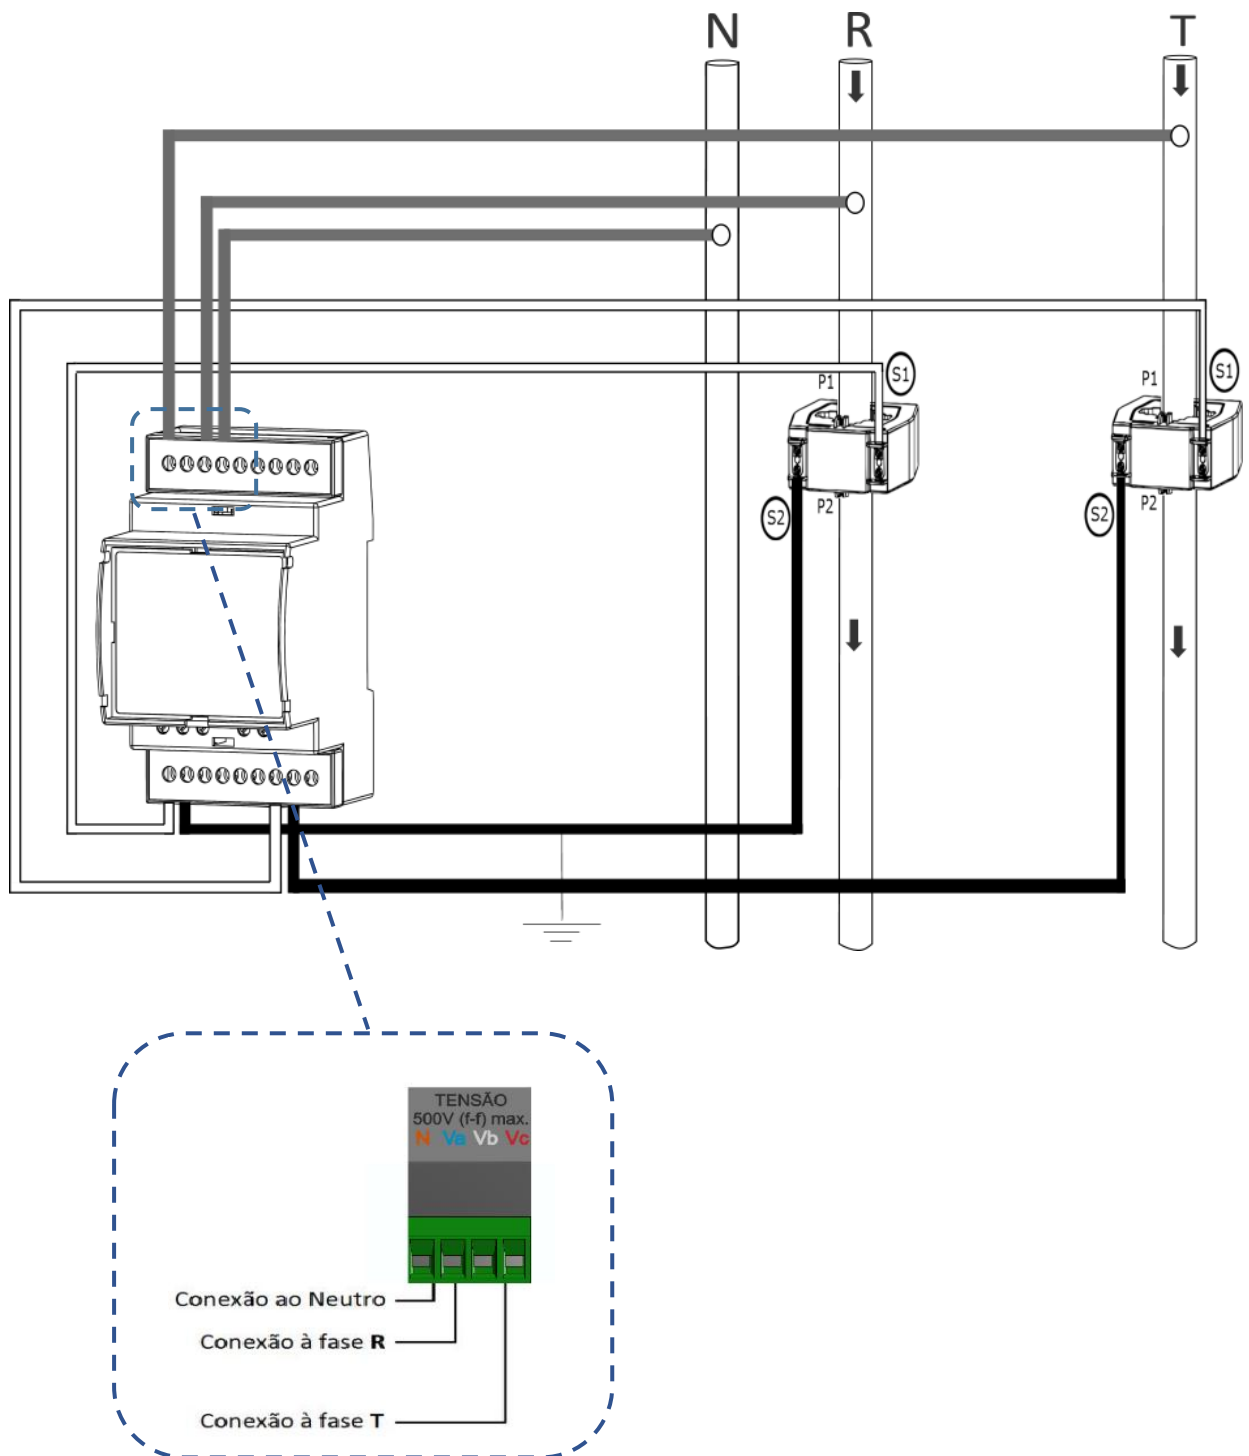 N R T
P1 S1 P1 S1
S2 P2 S2 P2
TENSÃO
500V (f-f) max.
N Va Vb Vc
Conexão ao Neutro
Conexão à fase R
Conexão à fase T